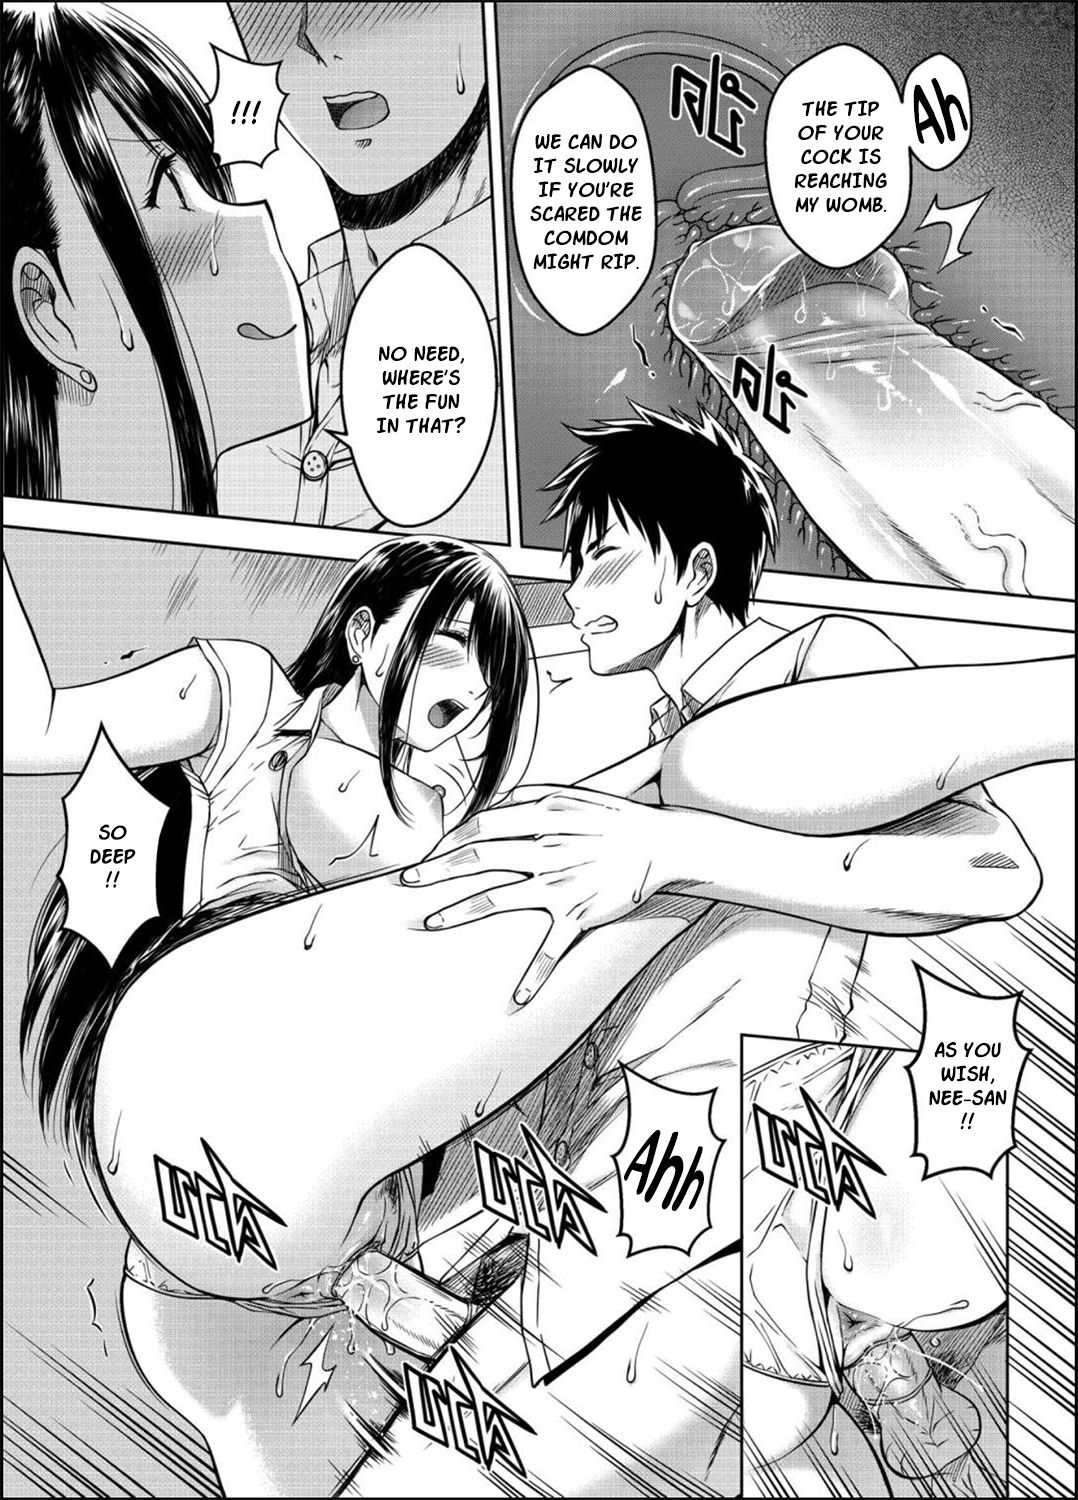 Ah
THE TIP
OF YOUR
COCK IS
REACHING
MY WOMB.
WE CAN DO
IT SLOWLY
IF YOU'RE
SCARED THE
COMDOM
MIGHT RIP.
!!!
NO NEED,
WHERE'S
THE FUN
IN THAT?
AS YOU
WISH,
NEE-SAN
!!
SO
DEEP
!!
Ahh